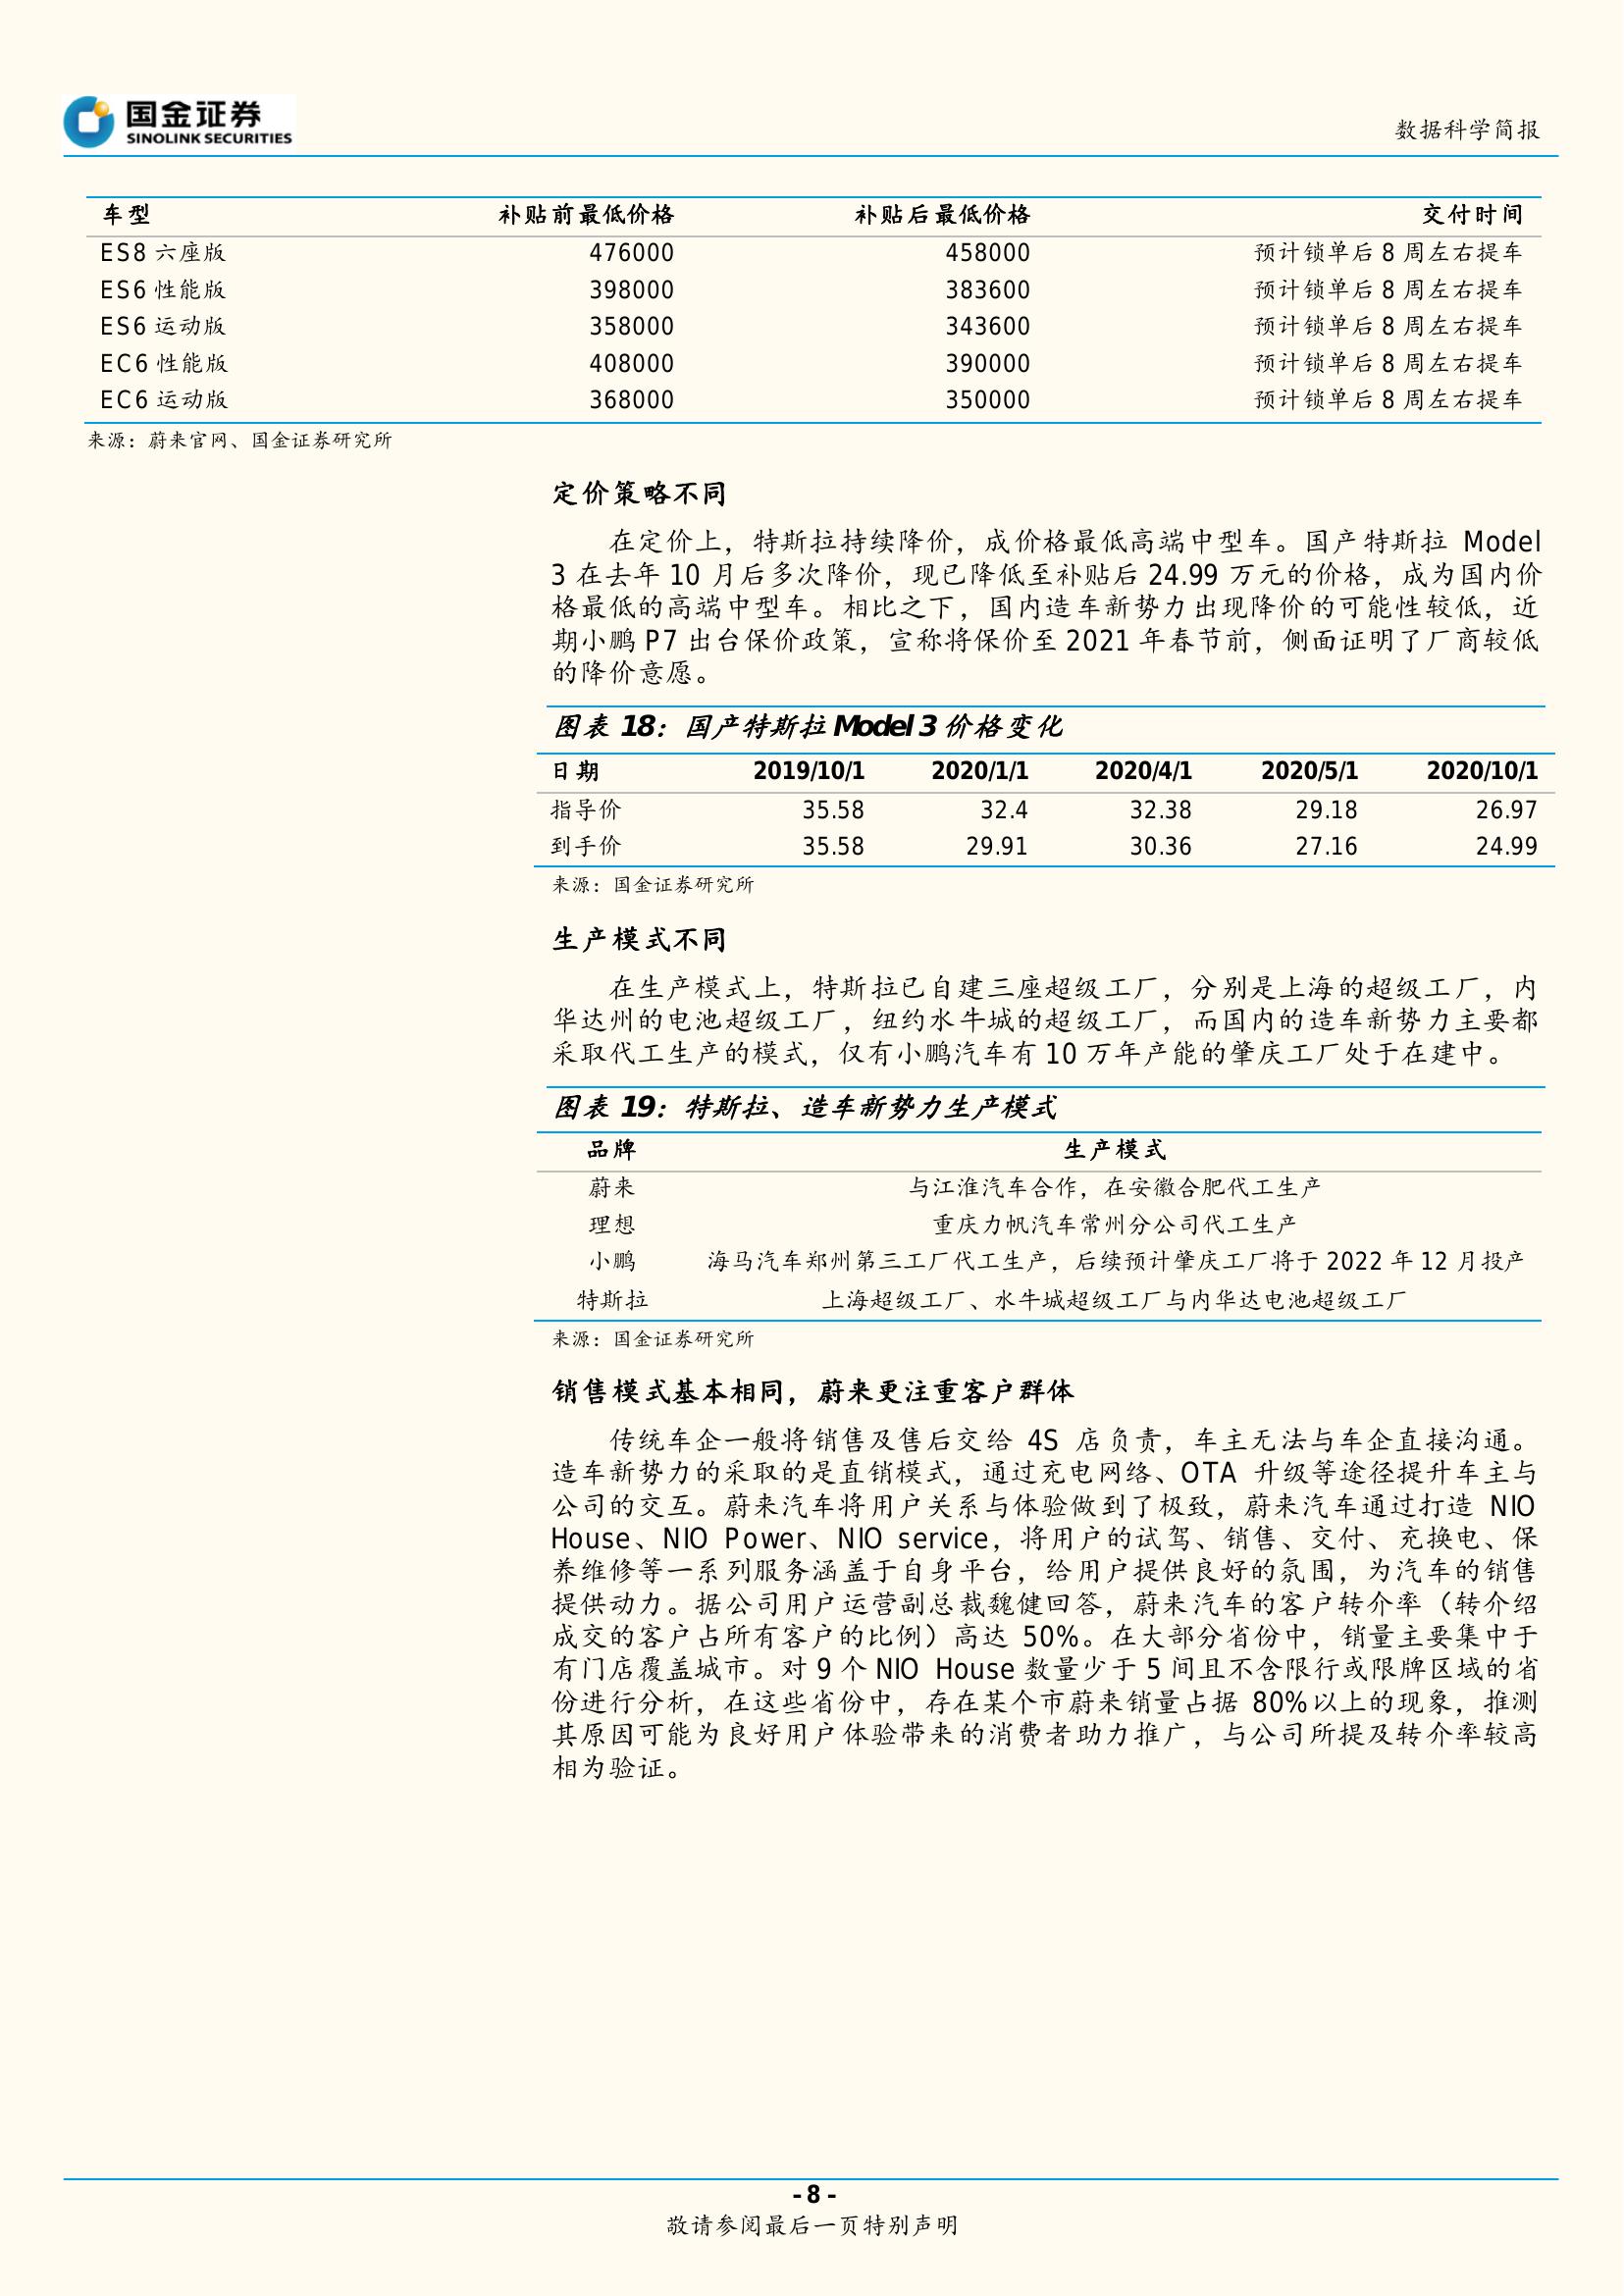 国金证券
SINOLINK SECURITIES
数据科学简报
车型 补贴前最低价格 补贴后最低价格 交付时间
ES8 六座版 476000 458000 预计锁单后 8 周左右提车
ES6 性能版 398000 383600 预计锁单后 8 周左右提车
ES6 运动版 358000 343600 预计锁单后 8 周左右提车
EC6 性能版 408000 390000 预计锁单后 8 周左右提车
EC6 运动版 368000 350000 预计锁单后 8 周左右提车
来源：蔚来官网、国金证券研究所
定价策略不同
在定价上，特斯拉持续降价，成价格最低高端中型车。国产特斯拉 Model
3 在去年 10 月后多次降价，现已降低至补贴后 24.99 万元的价格，成为国内价
格最低的高端中型车。相比之下，国内造车新势力出现降价的可能性较低，近
期小鹏 P7 出台保价政策，宣称将保价至 2021 年春节前，侧面证明了厂商较低
的降价意愿。
图表 18：国产特斯拉 Model 3 价格变化
日期 2019/10/1 2020/1/1 2020/4/1 2020/5/1 2020/10/1
指导价 35.58 32.4 32.38 29.18 26.97
到手价 35.58 29.91 30.36 27.16 24.99
来源：国金证券研究所
生产模式不同
在生产模式上，特斯拉已自建三座超级工厂，分别是上海的超级工厂，内
华达州的电池超级工厂，纽约水牛城的超级工厂，而国内的造车新势力主要都
采取代工生产的模式，仅有小鹏汽车有 10 万年产能的肇庆工厂处于在建中。
图表 19：特斯拉、造车新势力生产模式
品牌 生产模式
蔚来 与江淮汽车合作，在安徽合肥代工生产
理想 重庆力帆汽车常州分公司代工生产
小鹏 海马汽车郑州第三工厂代工生产，后续预计肇庆工厂将于 2022 年 12 月投产
特斯拉 上海超级工厂、水牛城超级工厂与内华达电池超级工厂
来源：国金证券研究所
销售模式基本相同，蔚来更注重客户群体
传统车企一般将销售及售后交给 4S 店负责，车主无法与车企直接沟通。
造车新势力的采取的是直销模式，通过充电网络、OTA 升级等途径提升车主与
公司的交互。蔚来汽车将用户关系与体验做到了极致，蔚来汽车通过打造 NIO
House、NIO Power、NIO service，将用户的试驾、销售、交付、充换电、保
养维修等一系列服务涵盖于自身平台，给用户提供良好的氛围，为汽车的销售
提供动力。据公司用户运营副总裁魏健回答，蔚来汽车的客户转介率（转介绍
成交的客户占所有客户的比例）高达 50%。在大部分省份中，销量主要集中于
有门店覆盖城市。对 9 个 NIO House 数量少于 5 间且不含限行或限牌区域的省
份进行分析，在这些省份中，存在某个市蔚来销量占据 80%以上的现象，推测
其原因可能为良好用户体验带来的消费者助力推广，与公司所提及转介率较高
相为验证。
- 8 -
敬请参阅最后一页特别声明